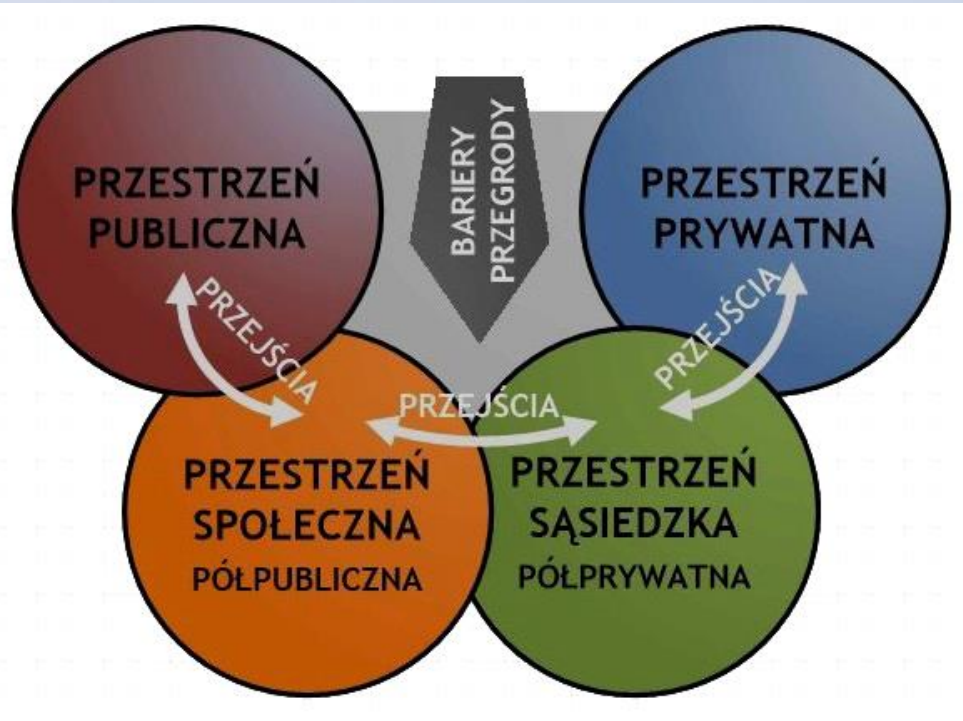 PRZESTRZEŃ
PUBLICZNA
BARIERY
PRZEGRODY
PRZESTRZEŃ
PRYWATNA
PRZEJŚCIA
PRZEJŚCIA
PRZEJŚCIA
PRZESTRZEŃ
SPOŁECZNA
PÓŁPUBLICZNA
PRZESTRZEŃ
SĄSIEDZKA
PÓŁPRYWATNA